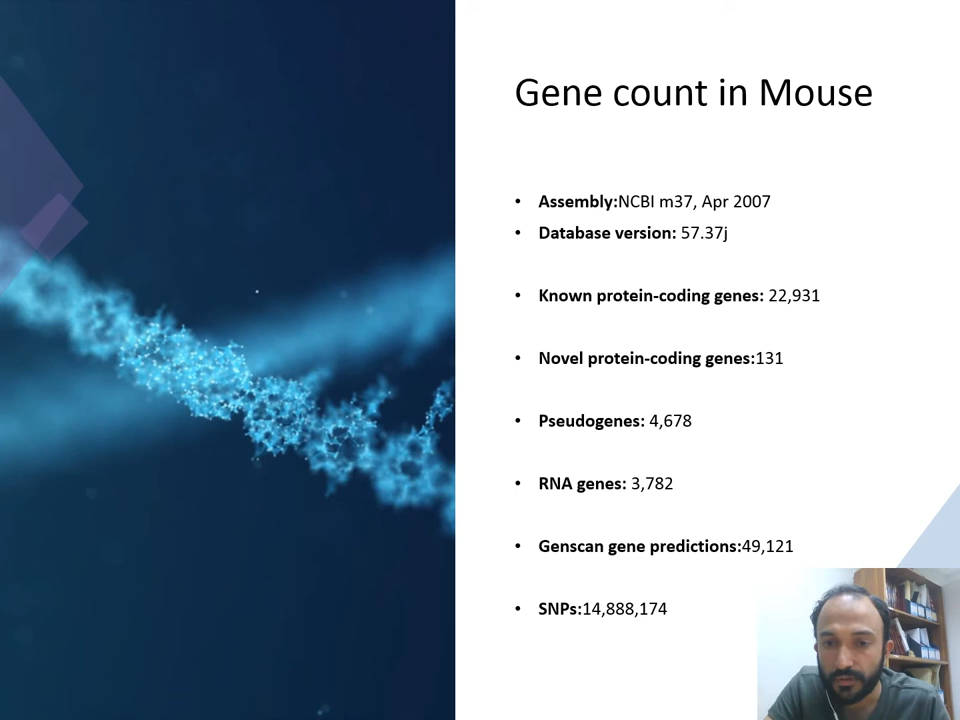 Gene count in Mouse
• Assembly:NCBI m37, Apr 2007
• Database version: 57.37j
• Known protein-coding genes: 22,931
• Novel protein-coding genes:131
• Pseudogenes: 4,678
• RNA genes: 3,782
• Genscan gene predictions:49,121
• SNPs:14,888,174